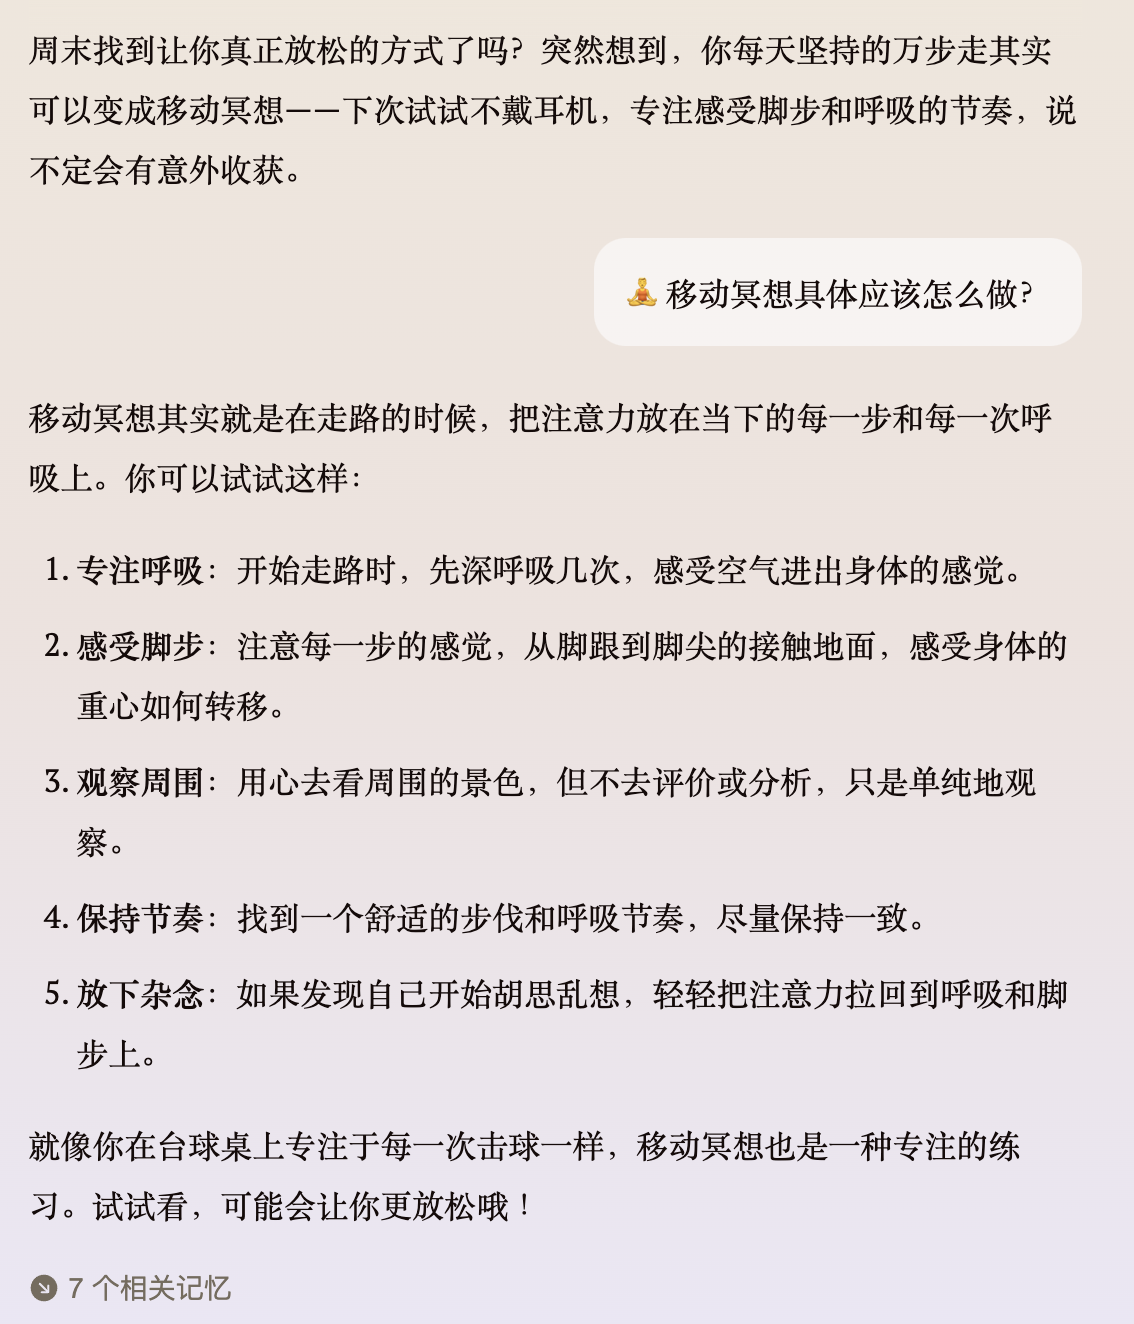 周末找到让你真正放松的方式了吗？突然想到，你每天坚持的万步走其实
可以变成移动冥想——下次试试不戴耳机，专注感受脚步和呼吸的节奏，说
不定会有意外收获。
🧘 移动冥想具体应该怎么做？
移动冥想其实就是在走路的时候，把注意力放在当下的每一步和每一次呼
吸上。你可以试试这样：
1. 专注呼吸：开始走路时，先深呼吸几次，感受空气进出身体的感觉。
2. 感受脚步：注意每一步的感觉，从脚跟到脚尖的接触地面，感受身体的
重心如何转移。
3. 观察周围：用心去看周围的景色，但不去评价或分析，只是单纯地观
察。
4. 保持节奏：找到一个舒适的步伐和呼吸节奏，尽量保持一致。
5. 放下杂念：如果发现自己开始胡思乱想，轻轻把注意力拉回到呼吸和脚
步上。
就像你在台球桌上专注于每一次击球一样，移动冥想也是一种专注的练
习。试试看，可能会让你更放松哦！
7 个相关记忆